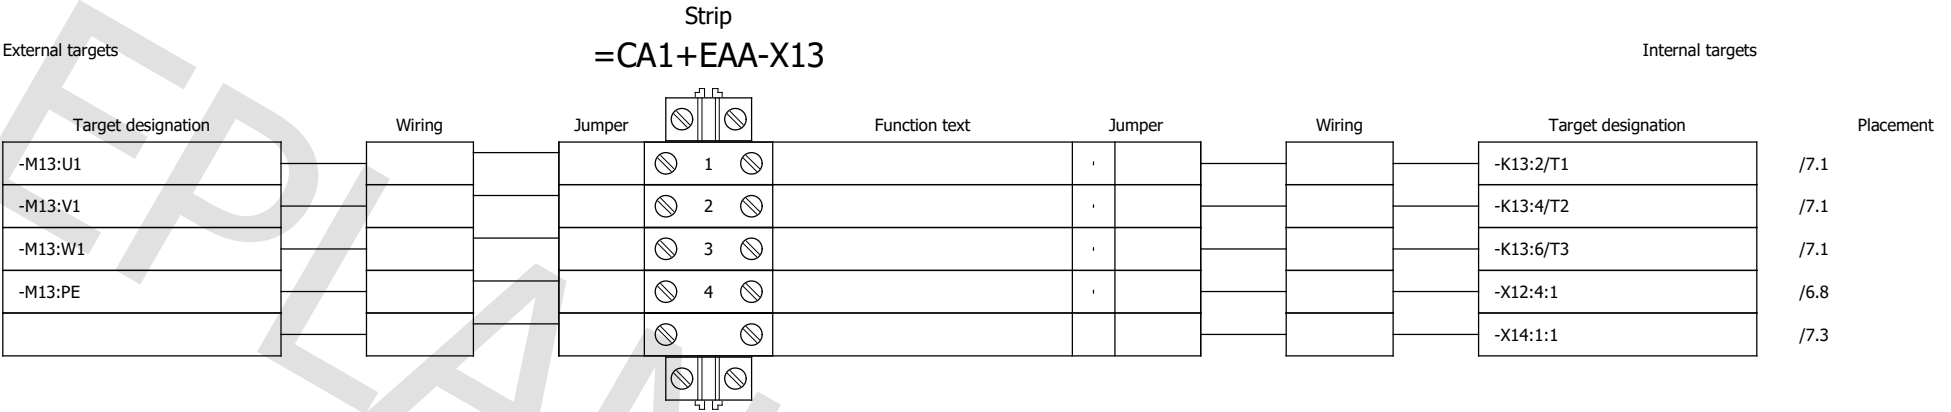 Strip
External targets
=CA1+EAA-X13
Internal targets
Target designation Wiring Jumper Function text Jumper Wiring Target designation Placement
-M13:U1 1 -K13:2/T1 /7.1
-M13:V1 2 -K13:4/T2 /7.1
-M13:W1 3 -K13:6/T3 /7.1
-M13:PE 4 -X12:4:1 /6.8
-X14:1:1 /7.3
EPLAN